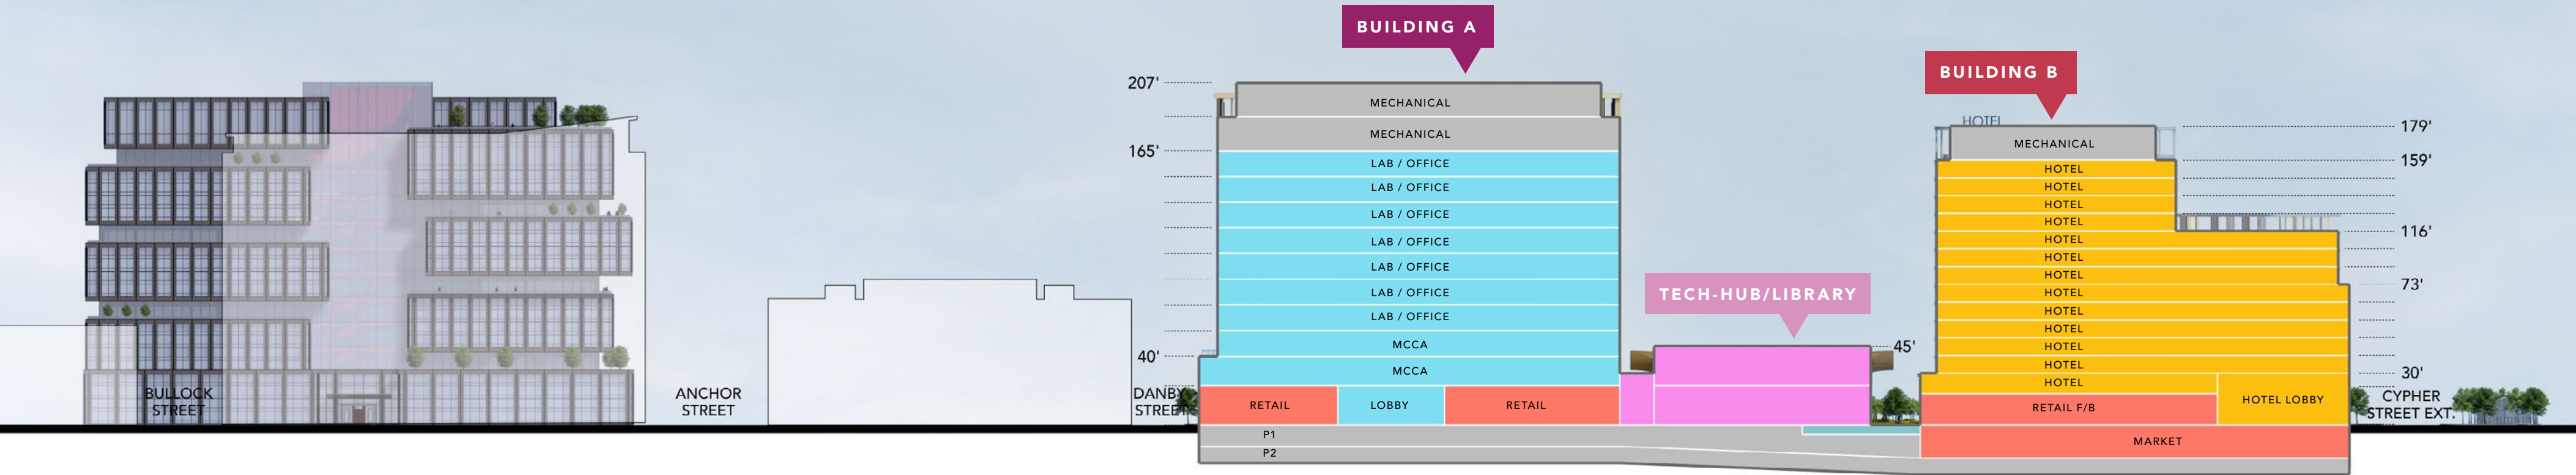 BUILDING A
BUILDING B
TECH-HUB/LIBRARY
207'
165'
40'
MECHANICAL
MECHANICAL
LAB / OFFICE
LAB / OFFICE
LAB / OFFICE
LAB / OFFICE
LAB / OFFICE
LAB / OFFICE
LAB / OFFICE
MCCA
MCCA
RETAIL
LOBBY
RETAIL
P1
P2
45'
HOTEL
MECHANICAL
HOTEL
HOTEL
HOTEL
HOTEL
HOTEL
HOTEL
HOTEL
HOTEL
HOTEL
HOTEL
HOTEL
HOTEL
HOTEL
HOTEL LOBBY
RETAIL F/B
MARKET
179'
159'
116'
73'
30'
BULLOCK
STREET
ANCHOR
STREET
DANBY
STREET
CYPHER
STREET EXT.